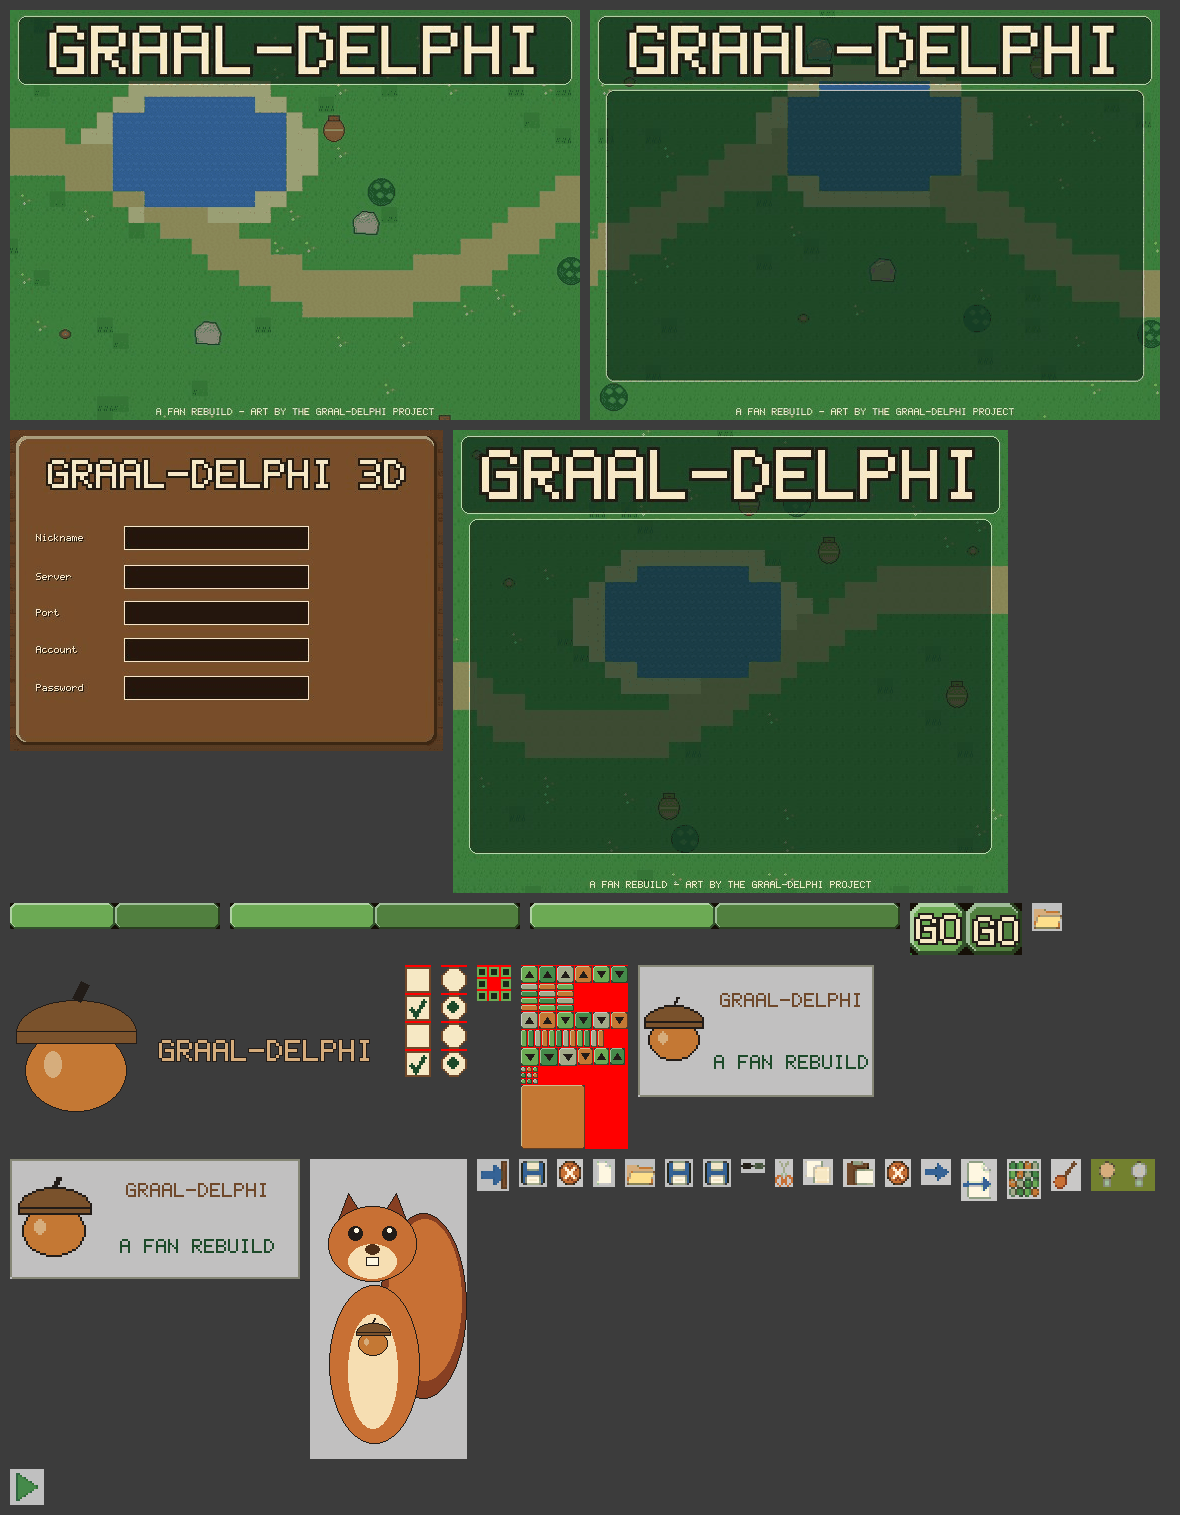 GRAAL-DELPHI
A FAN REBUILD - ART BY THE GRAAL-DELPHI PROJECT
GRAAL-DELPHI
A FAN REBUILD - ART BY THE GRAAL-DELPHI PROJECT
GRAAL-DELPHI 3D
Nickname
Server
Port
Account
Password
GRAAL-DELPHI
A FAN REBUILD - ART BY THE GRAAL-DELPHI PROJECT
GO GO
GRAAL-DELPHI
GRAAL-DELPHI
A FAN REBUILD
GRAAL-DELPHI
A FAN REBUILD